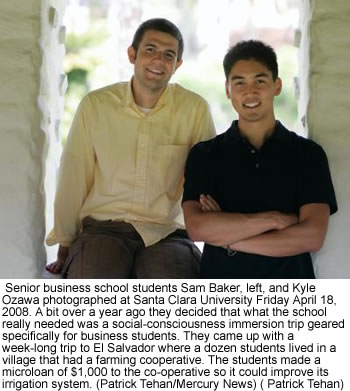 Senior business school students Sam Baker, left, and Kyle
Ozawa photographed at Santa Clara University Friday April 18,
2008. A bit over a year ago they decided that what the school
really needed was a social-consciousness immersion trip geared
specifically for business students. They came up with a
week-long trip to El Salvador where a dozen students lived in a
village that had a farming cooperative. The students made a
microloan of $1,000 to the co-operative so it could improve its
irrigation system. (Patrick Tehan/Mercury News) ( Patrick Tehan)